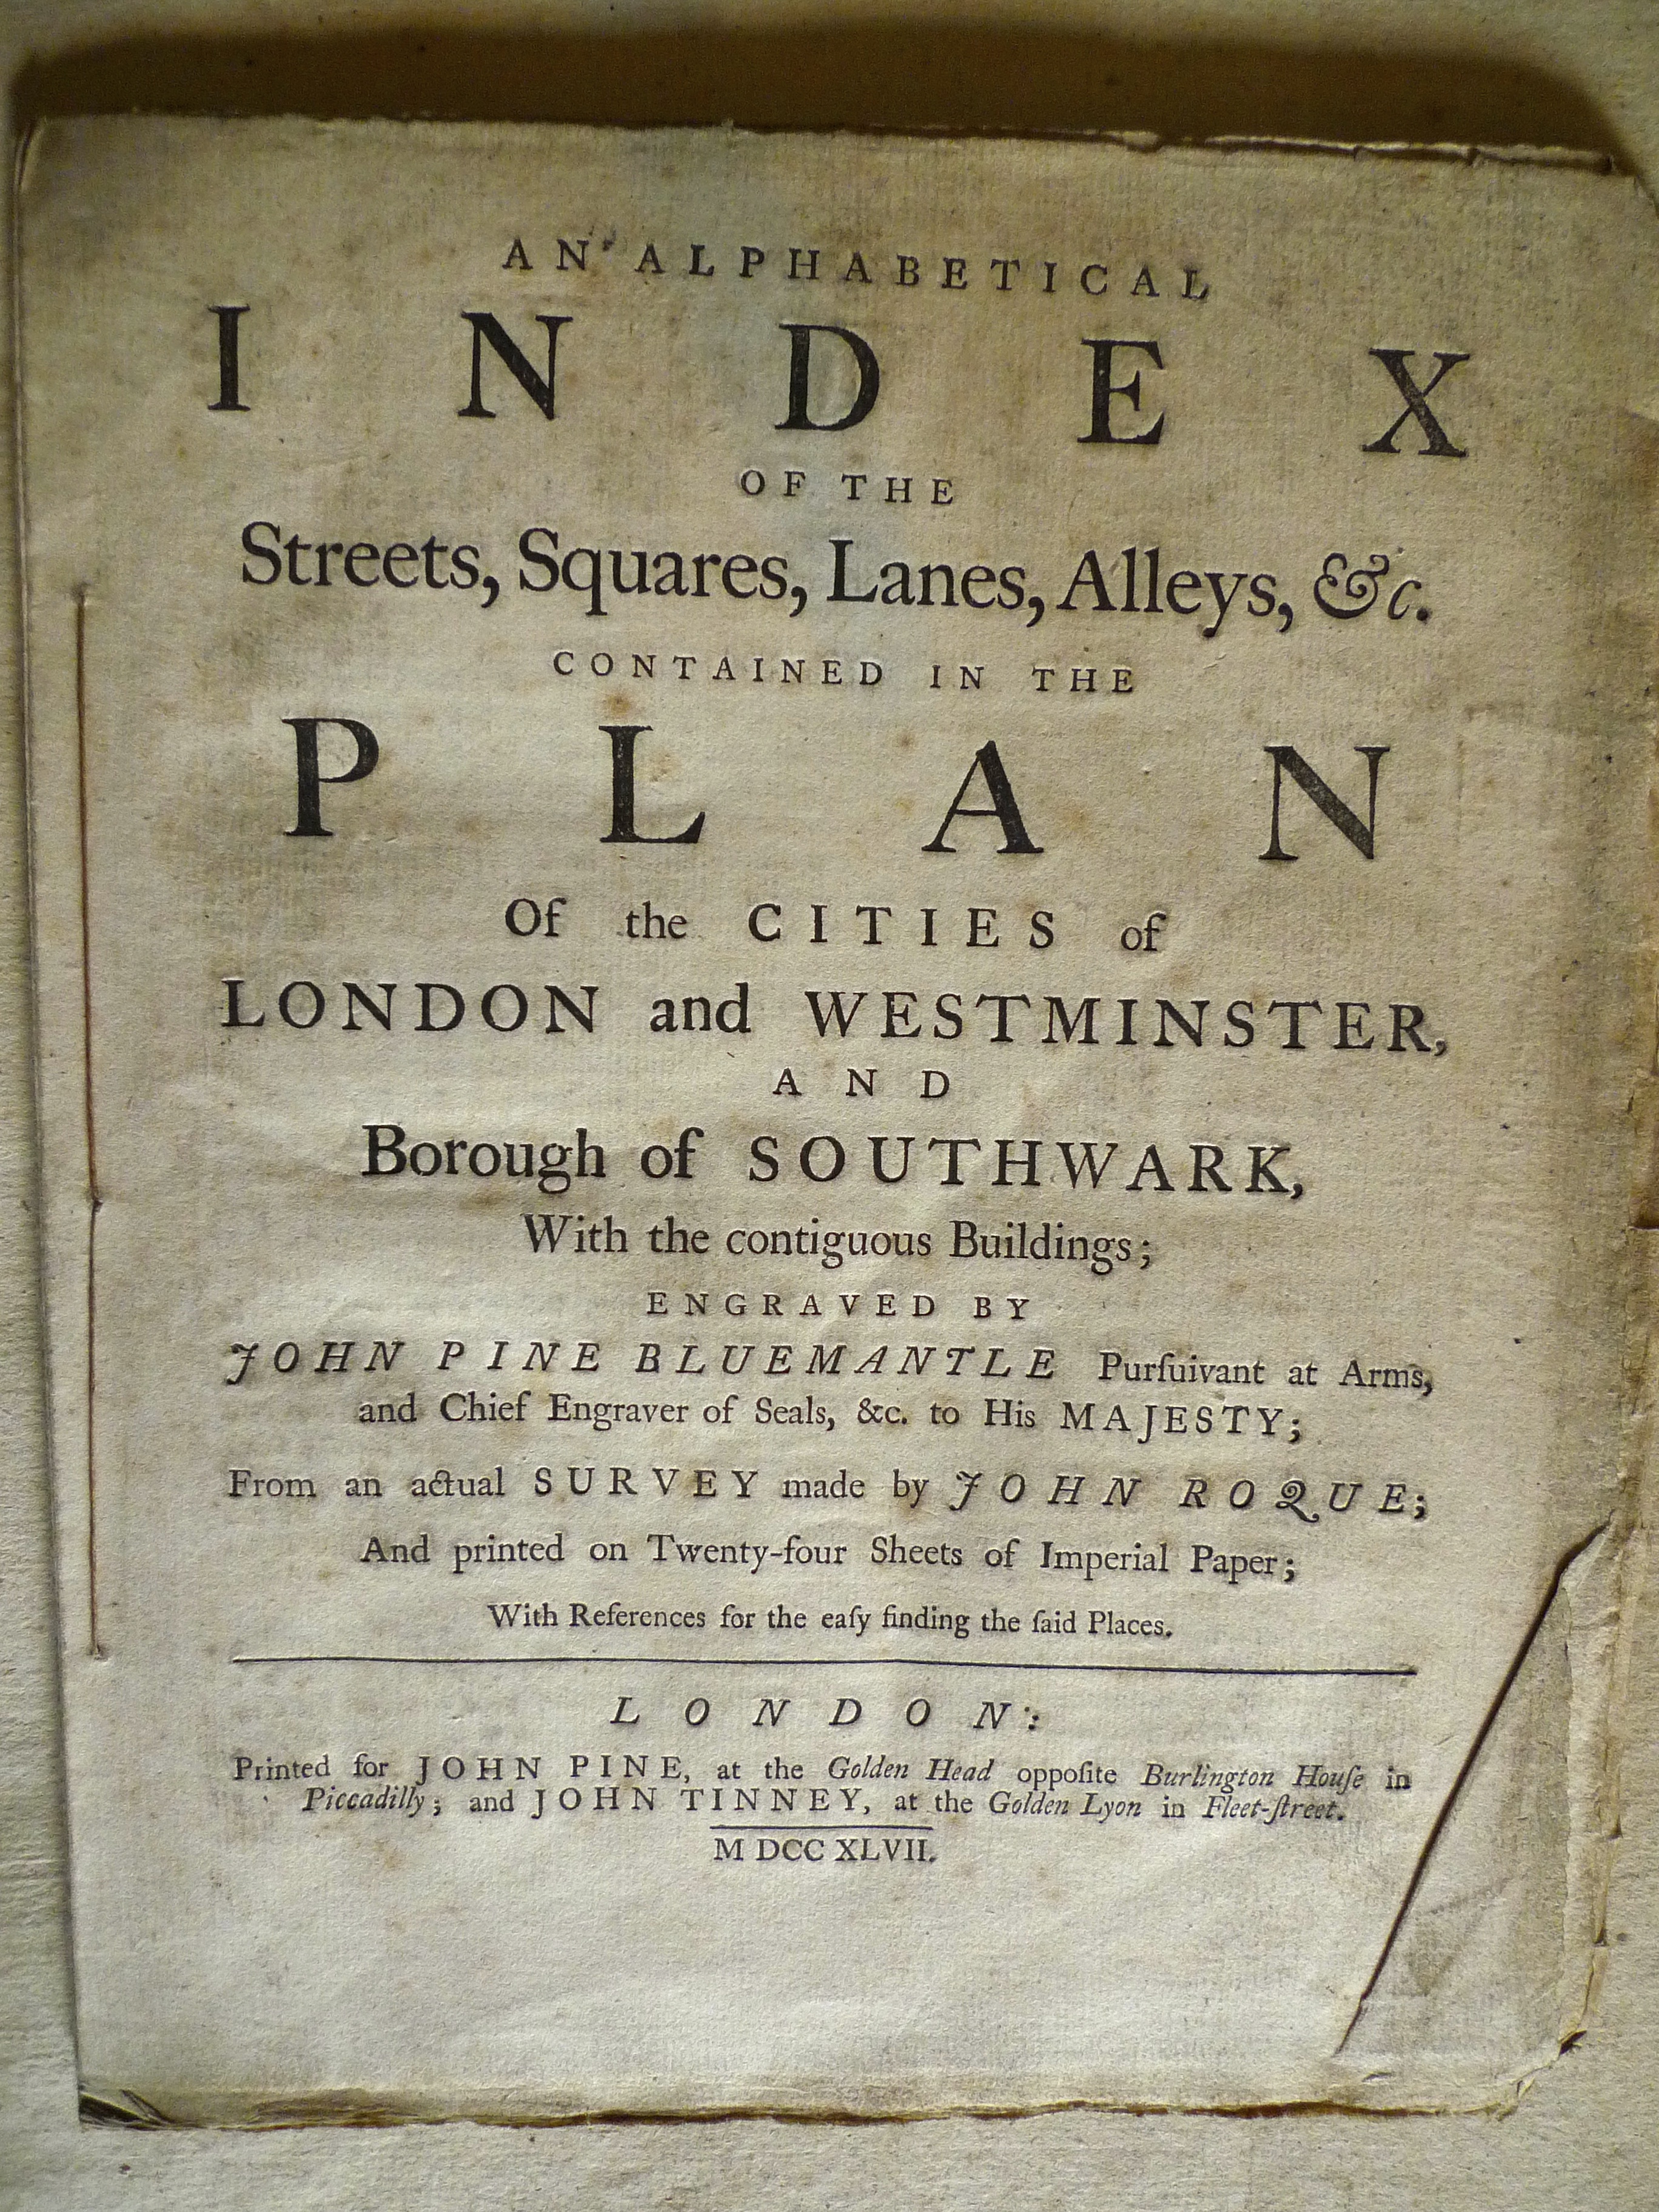 AN ALPHABETICAL
INDEX
OF THE
Streets, Squares, Lanes, Alleys, &c.
CONTAINED IN THE
PLAN
Of the CITIES of
LONDON and WESTMINSTER,
AND
Borough of SOUTHWARK,
With the contiguous Buildings;
ENGRAVED BY
JOHN PINE BLUEMANTLE Purſuivant at Arms,
and Chief Engraver of Seals, &c. to His MAJESTY;
From an actual SURVEY made by JOHN ROQUE;
And printed on Twenty-four Sheets of Imperial Paper;
With References for the eaſy finding the ſaid Places.
LONDON:
Printed for JOHN PINE, at the Golden Head oppoſite Burlington Houſe in
Piccadilly; and JOHN TINNEY, at the Golden Lyon in Fleet-ſtreet.
M DCC XLVII.